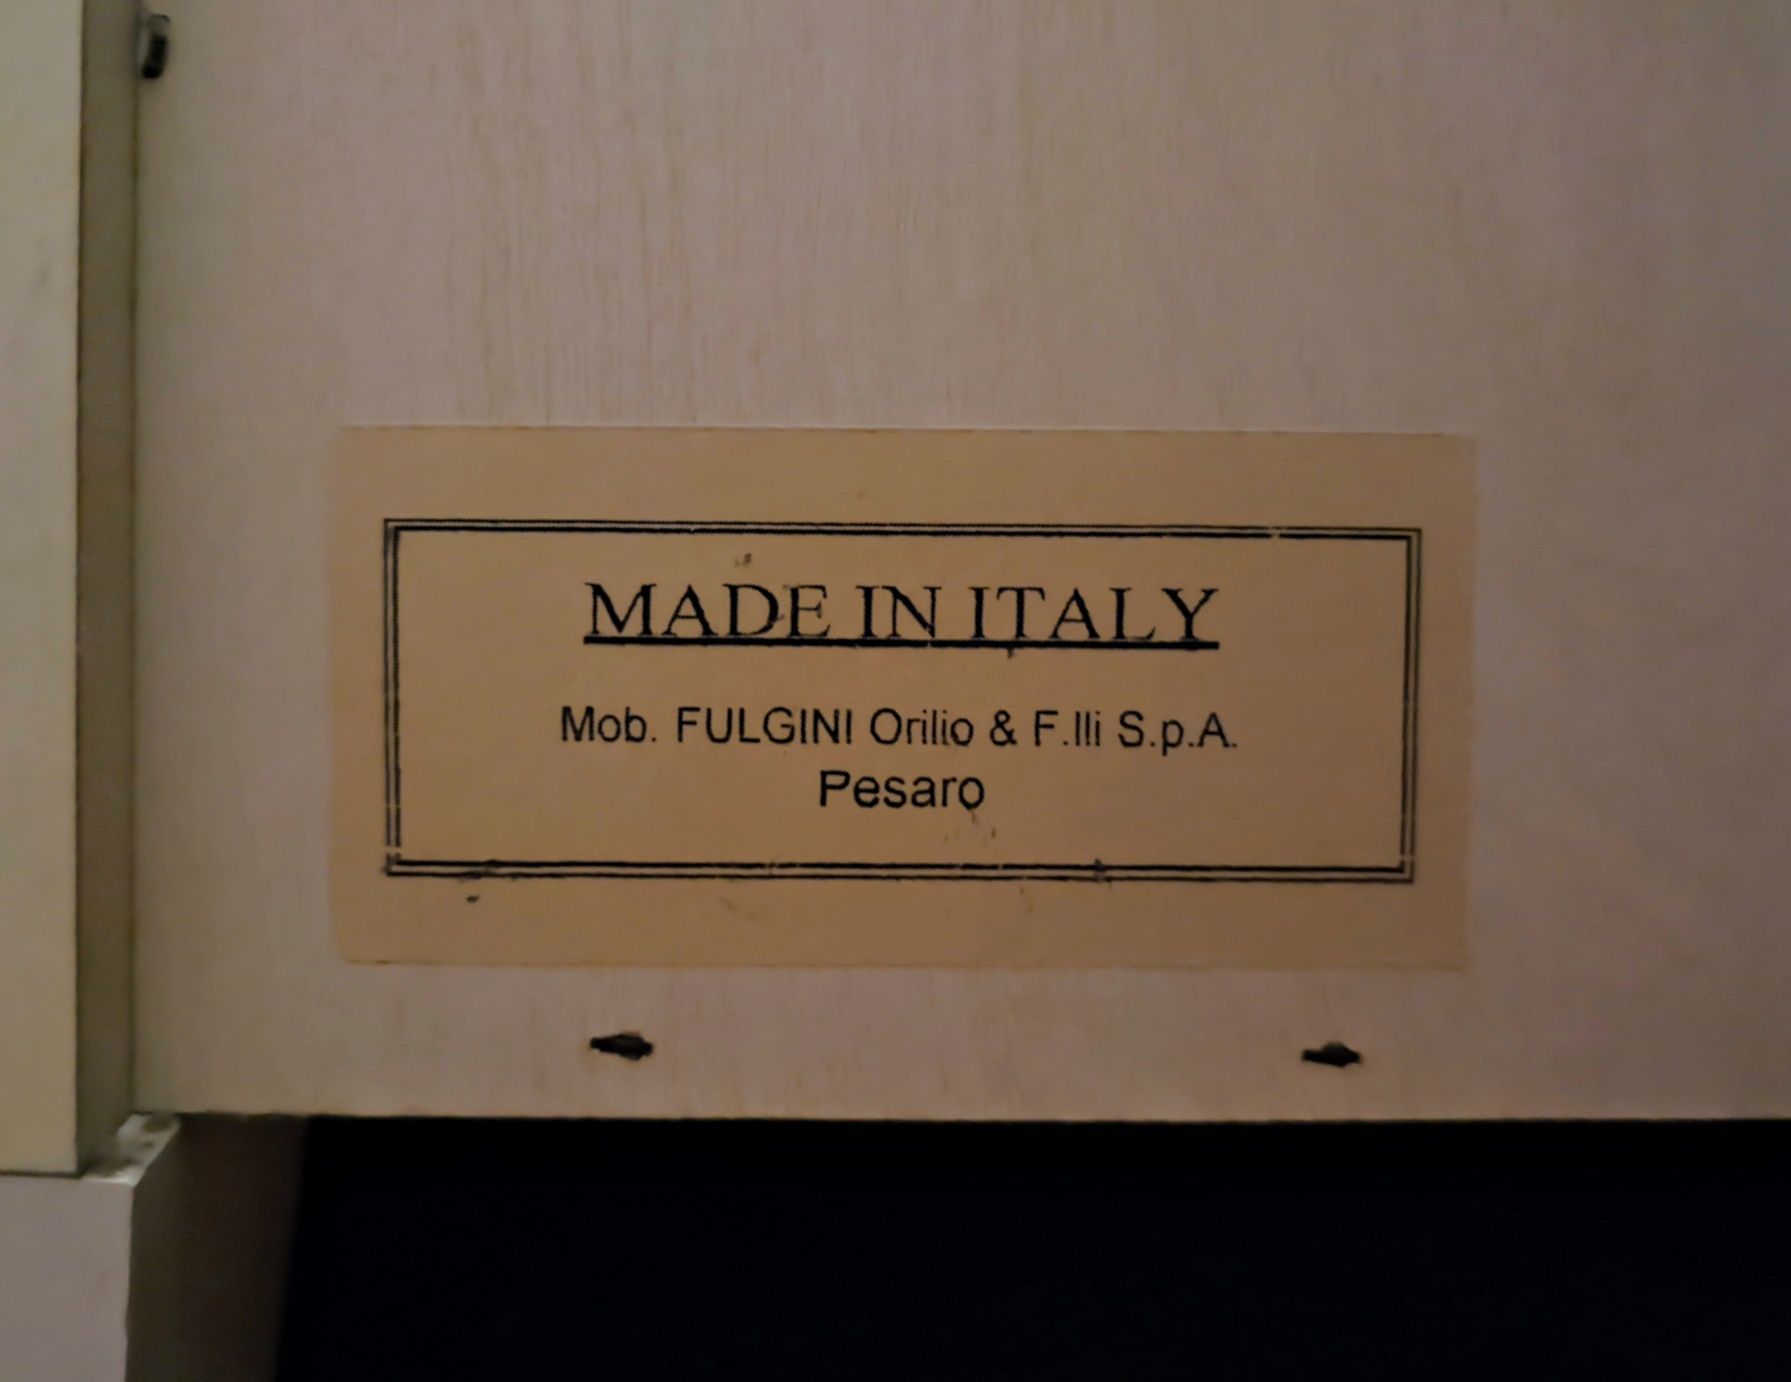 MADE IN ITALY
Mob. FULGINI Orilio & F.lli S.p.A.
Pesaro